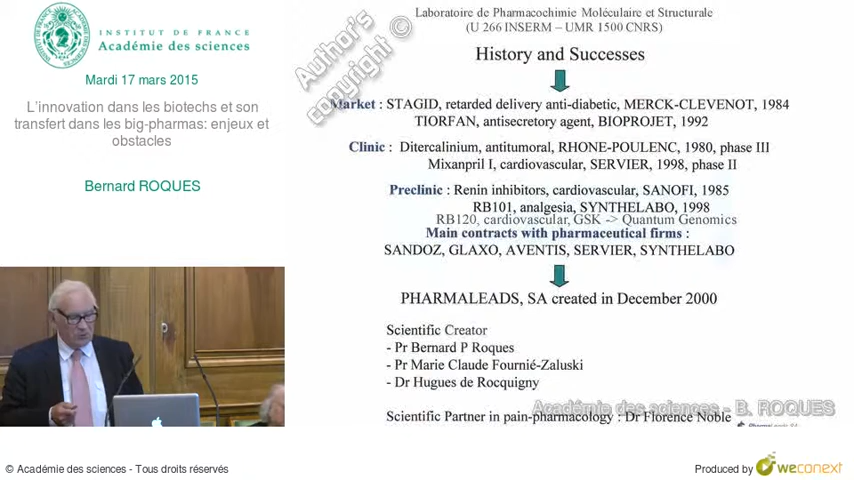 INSTITUT DE FRANCE
Académie des sciences
Mardi 17 mars 2015
L'innovation dans les biotechs et son
transfert dans les big-pharmas: enjeux et
obstacles
Bernard ROQUES
Laboratoire de Pharmacochimie Moléculaire et Structurale
(U 266 INSERM – UMR 1500 CNRS)
Author's
copyright ©
History and Successes
Market : STAGID, retarded delivery anti-diabetic, MERCK-CLEVENOT, 1984
TIORFAN, antisecretory agent, BIOPROJET, 1992
Clinic : Ditercalinium, antitumoral, RHONE-POULENC, 1980, phase III
Mixanpril I, cardiovascular, SERVIER, 1998, phase II
Preclinic : Renin inhibitors, cardiovascular, SANOFI, 1985
RB101, analgesia, SYNTHELABO, 1998
RB120, cardiovascular, GSK -> Quantum Genomics
Main contracts with pharmaceutical firms :
SANDOZ, GLAXO, AVENTIS, SERVIER, SYNTHELABO
PHARMALEADS, SA created in December 2000
Scientific Creator
- Pr Bernard P Roques
- Pr Marie Claude Fournié-Zaluski
- Dr Hugues de Rocquigny
Académie des sciences - B. ROQUES
Scientific Partner in pain-pharmacology : Dr Florence Noble
© Académie des sciences - Tous droits réservés
Produced by weconext